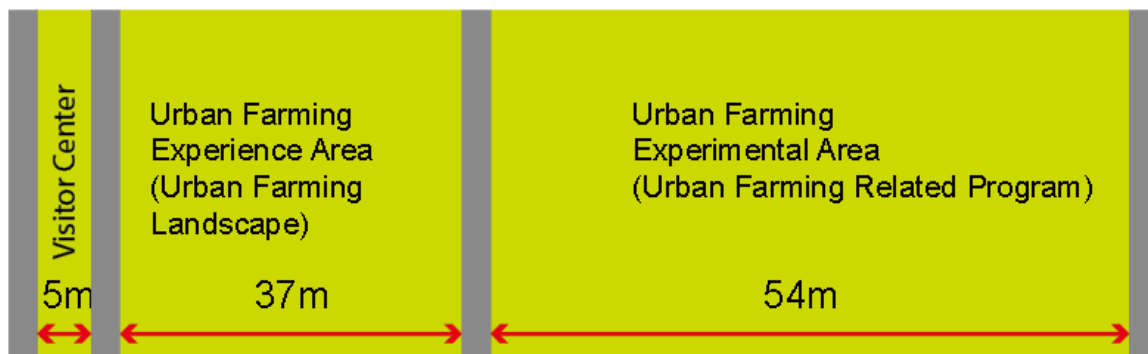 Visitor Center
Urban Farming
Experience Area
(Urban Farming
Landscape)
Urban Farming
Experimental Area
(Urban Farming Related Program)
5m
37m
54m